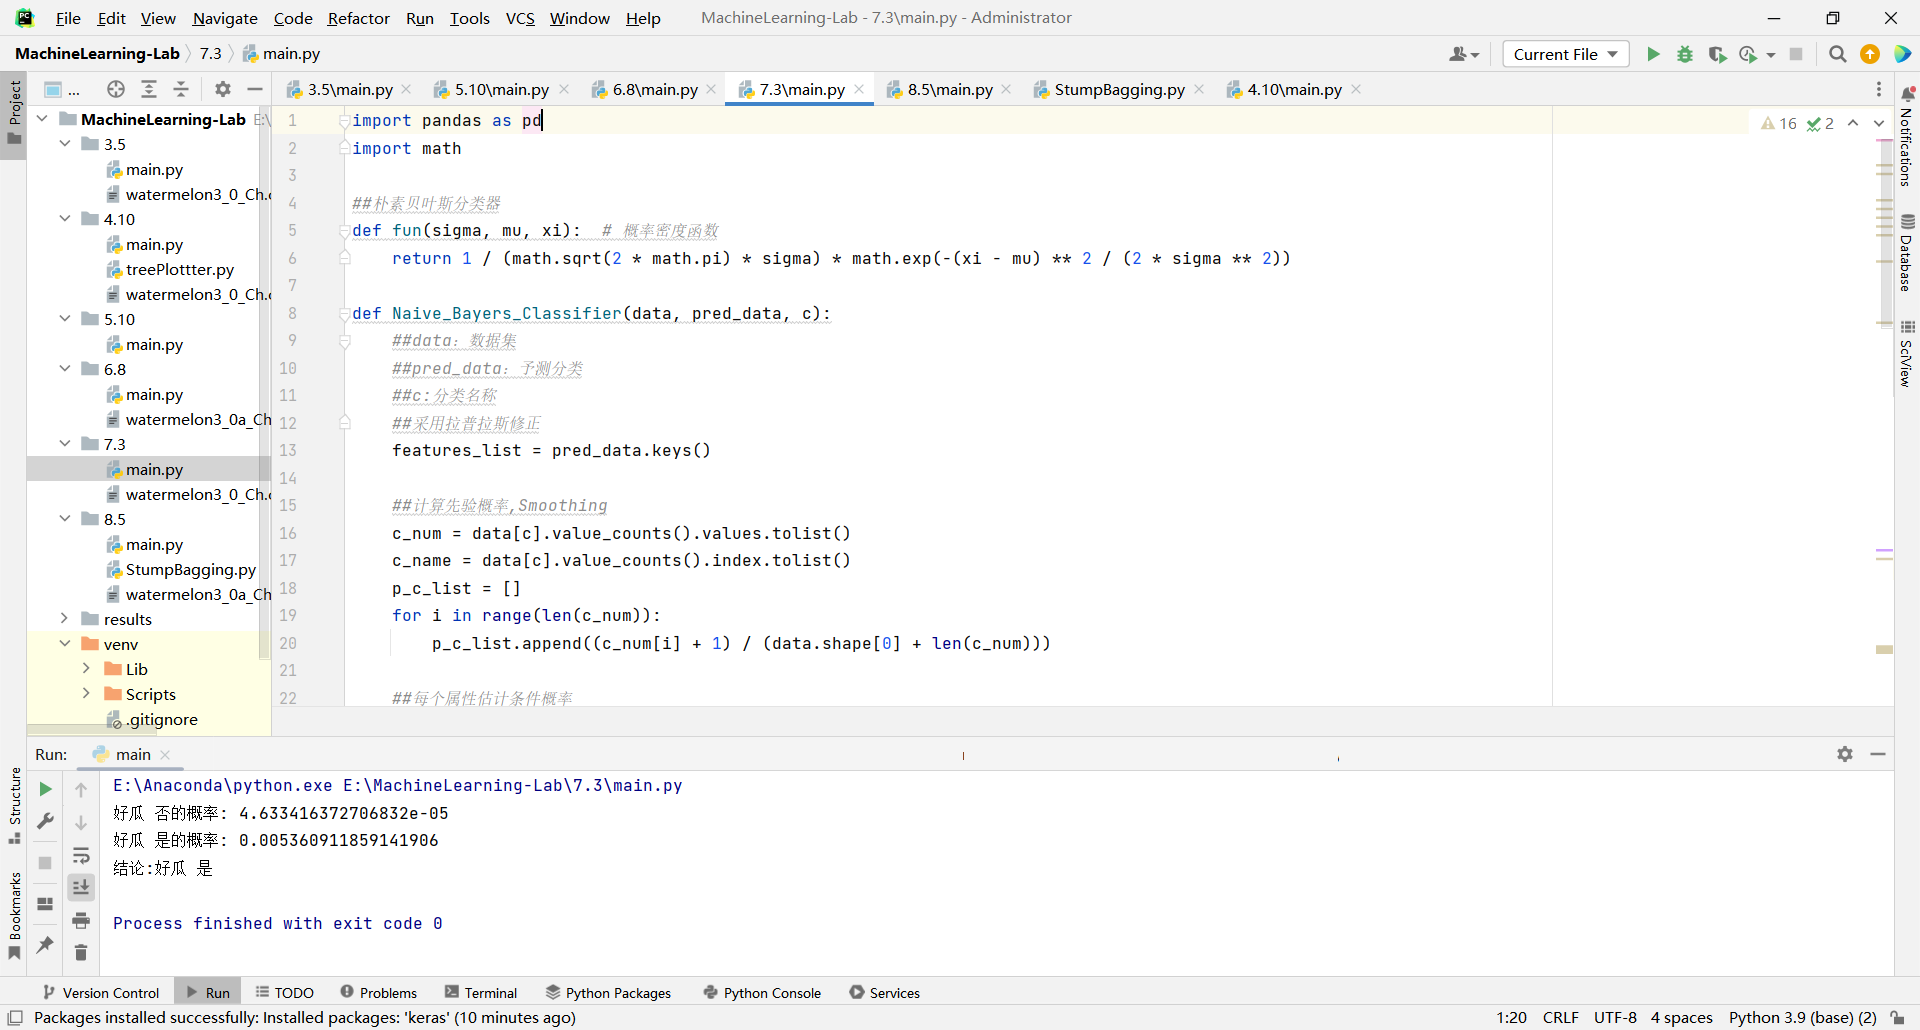 File Edit View Navigate Code Refactor Run Tools VCS Window Help MachineLearning-Lab - 7.3\main.py - Administrator
MachineLearning-Lab 7.3 main.py Current File
Project
... 3.5\main.py 5.10\main.py 6.8\main.py 7.3\main.py 8.5\main.py StumpBagging.py 4.10\main.py
MachineLearning-Lab E:\
3.5
main.py
watermelon3_0_Ch.c
4.10
main.py
treePlottter.py
watermelon3_0_Ch.c
5.10
main.py
6.8
main.py
watermelon3_0a_Ch
7.3
main.py
watermelon3_0_Ch.c
8.5
main.py
StumpBagging.py
watermelon3_0a_Ch
results
venv
Lib
Scripts
.gitignore
16 2
1 import pandas as pd
2 import math
3
4 ##朴素贝叶斯分类器
5 def fun(sigma, mu, xi):  # 概率密度函数
6     return 1 / (math.sqrt(2 * math.pi) * sigma) * math.exp(-(xi - mu) ** 2 / (2 * sigma ** 2))
7
8 def Naive_Bayers_Classifier(data, pred_data, c):
9     ##data: 数据集
10     ##pred_data: 予测分类
11     ##c:分类名称
12     ##采用拉普拉斯修正
13     features_list = pred_data.keys()
14
15     ##计算先验概率,Smoothing
16     c_num = data[c].value_counts().values.tolist()
17     c_name = data[c].value_counts().index.tolist()
18     p_c_list = []
19     for i in range(len(c_num)):
20         p_c_list.append((c_num[i] + 1) / (data.shape[0] + len(c_num)))
21
22     ##每个属性估计条件概率
Notifications
Database
SciView
Run: main
E:\Anaconda\python.exe E:\MachineLearning-Lab\7.3\main.py
好瓜 否的概率: 4.633416372706832e-05
好瓜 是的概率: 0.005360911859141906
结论:好瓜 是
Process finished with exit code 0
Structure
Bookmarks
Version Control Run TODO Problems Terminal Python Packages Python Console Services
Packages installed successfully: Installed packages: 'keras' (10 minutes ago) 1:20 CRLF UTF-8 4 spaces Python 3.9 (base) (2)